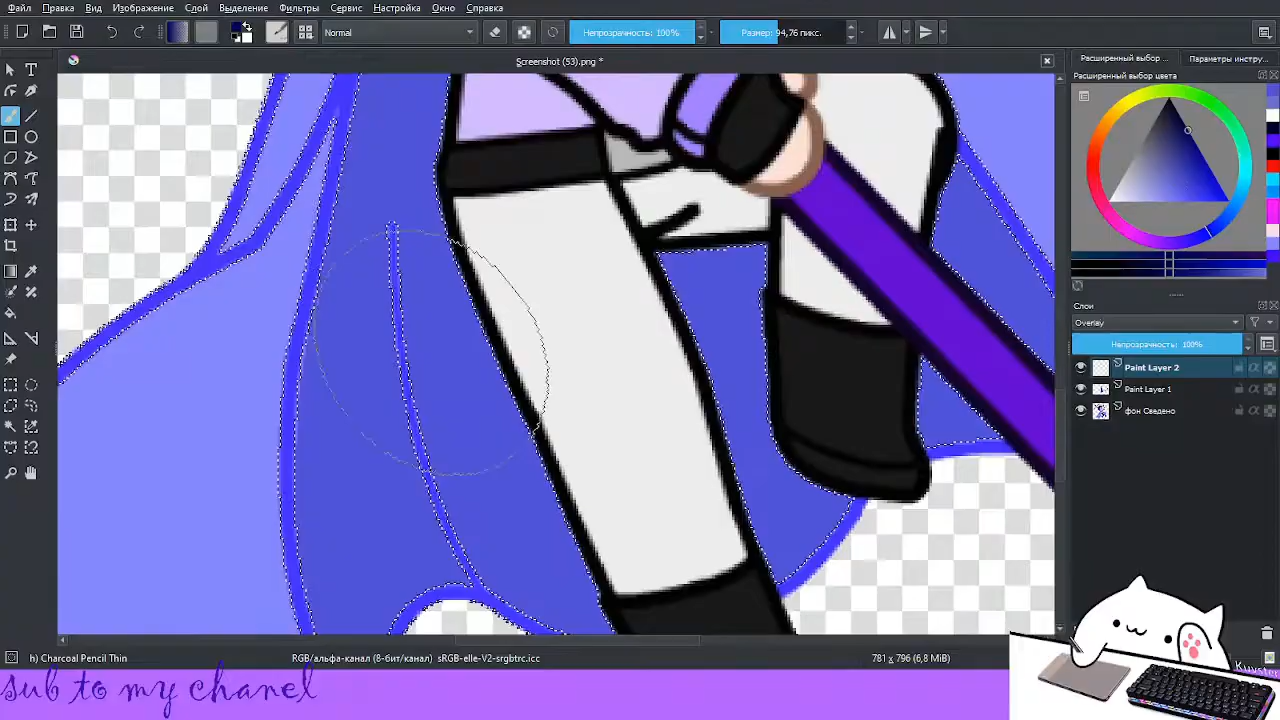 Файл Правка Вид Изображение Слой Выделение Фильтры Сервис Настройка Окно Справка
Normal Непрозрачность: 100% Размер: 94,76 пикс.
Screenshot (53).png *
Расширенный выбор ... Параметры инстру...
Расширенный выбор цвета
Слои
Overlay
Непрозрачность: 100%
Paint Layer 2
Paint Layer 1
фон Сведено
h) Charcoal Pencil Thin RGB/альфа-канал (8-бит/канал) sRGB-elle-V2-srgbtrc.icc 781 x 796 (6,8 MiB)
sub to my chanel